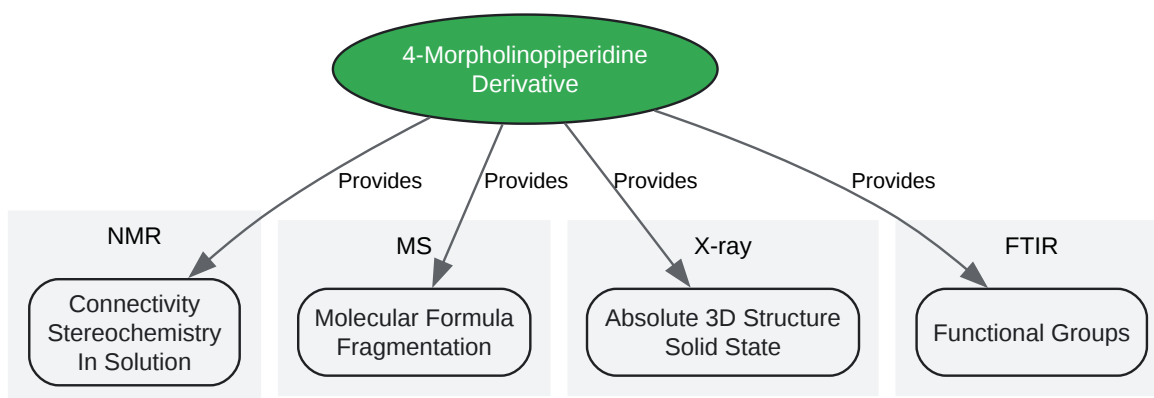 4-Morpholinopiperidine
Derivative
Provides
Provides
Provides
Provides
NMR
MS
X-ray
FTIR
Connectivity
Stereochemistry
In Solution
Molecular Formula
Fragmentation
Absolute 3D Structure
Solid State
Functional Groups